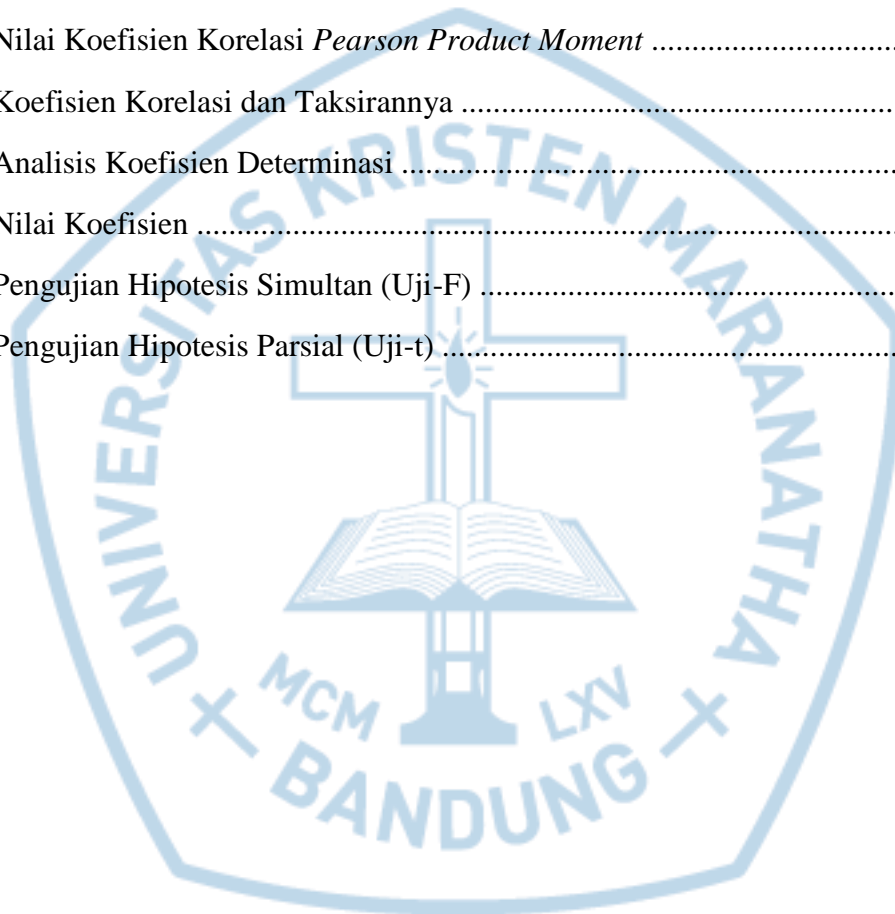 Nilai Koefisien Korelasi Pearson Product Moment ..............................
Koefisien Korelasi dan Taksirannya .....................................................
Analisis Koefisien Determinasi ............................................................
Nilai Koefisien .....................................................................................
Pengujian Hipotesis Simultan (Uji-F) ...................................................
Pengujian Hipotesis Parsial (Uji-t) .......................................................
UNIVERSITAS KRISTEN MARANATHA
MCM LXV
BANDUNG